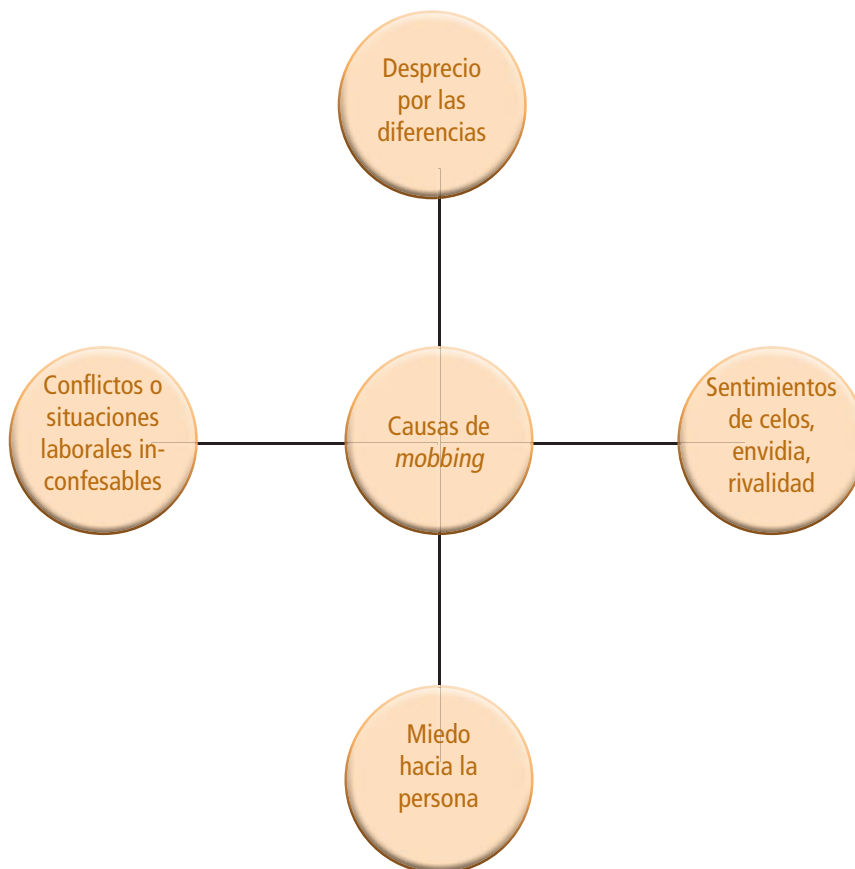 Desprecio
por las
diferencias
Conflictos o
situaciones
laborales in-
confesables
Causas de
mobbing
Sentimientos
de celos,
envidia,
rivalidad
Miedo
hacia la
persona